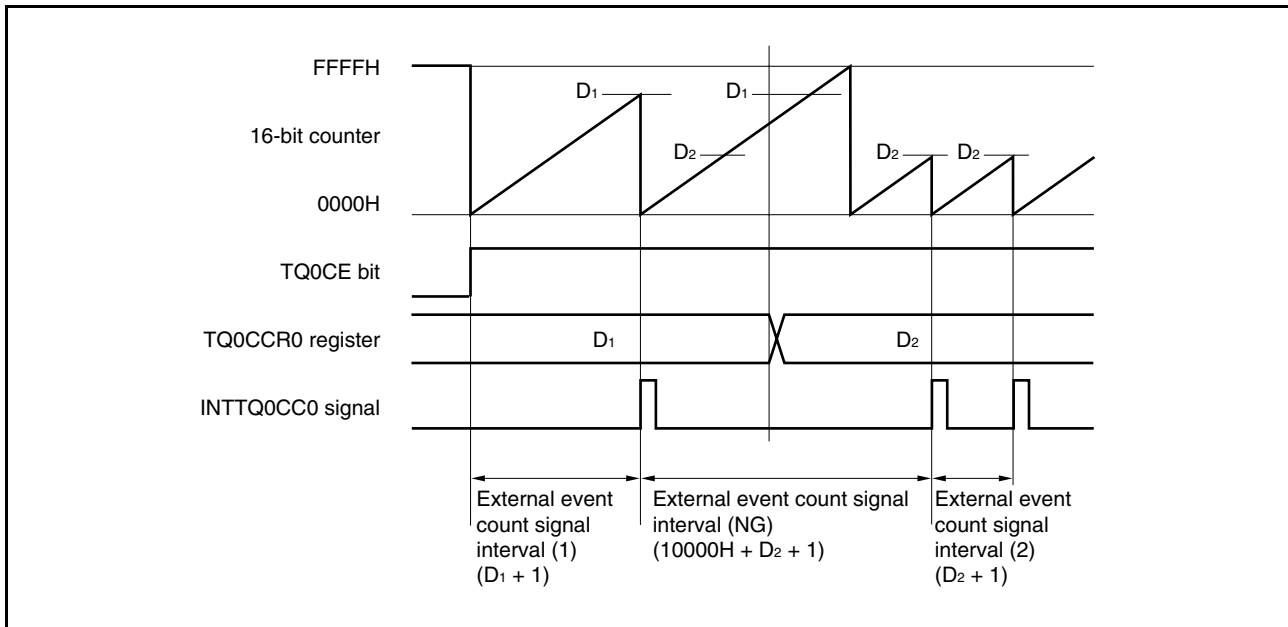 FFFFH
D1
D1
16-bit counter
D2
D2
D2
0000H
TQ0CE bit
TQ0CCR0 register
D1
D2
INTTQ0CC0 signal
External event
count signal
interval (1)
(D1 + 1)
External event count signal
interval (NG)
(10000H + D2 + 1)
External event
count signal
interval (2)
(D2 + 1)